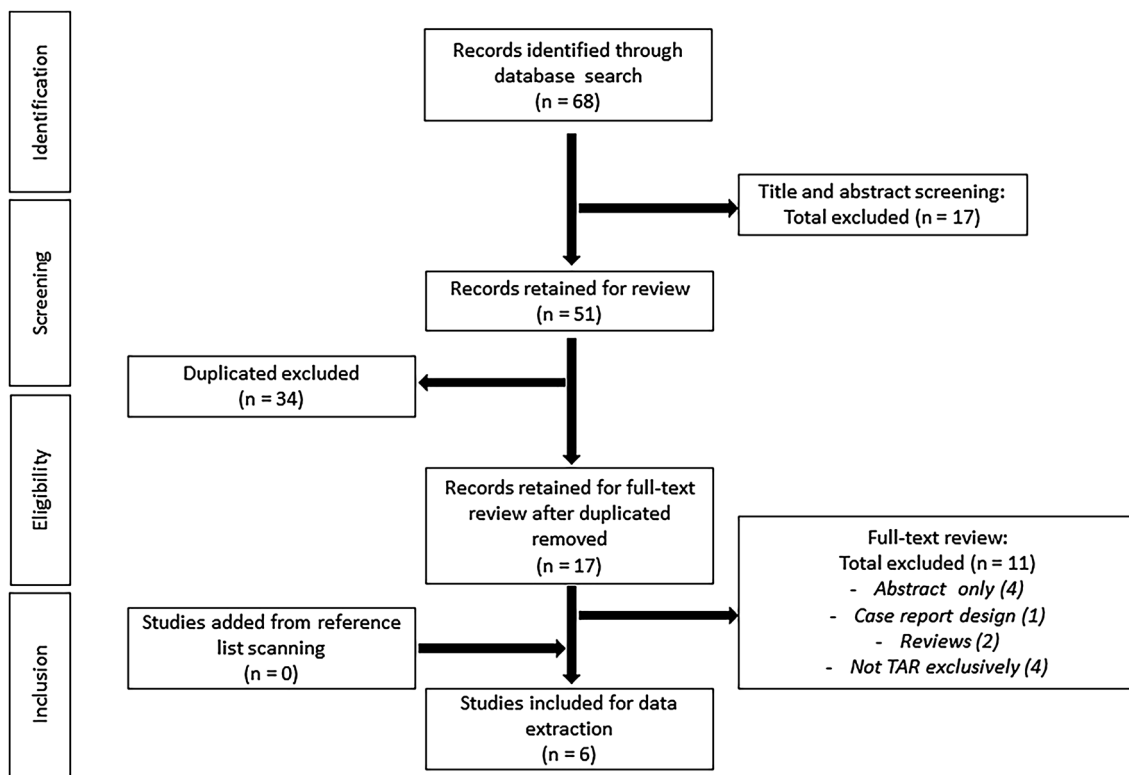 Identification
Records identified through
database search
(n = 68)
Title and abstract screening:
Total excluded (n = 17)
Screening
Records retained for review
(n = 51)
Duplicated excluded
(n = 34)
Eligibility
Records retained for full-text
review after duplicated
removed
(n = 17)
Full-text review:
Total excluded (n = 11)
- Abstract only (4)
- Case report design (1)
- Reviews (2)
- Not TAR exclusively (4)
Inclusion
Studies added from reference
list scanning
(n = 0)
Studies included for data
extraction
(n = 6)